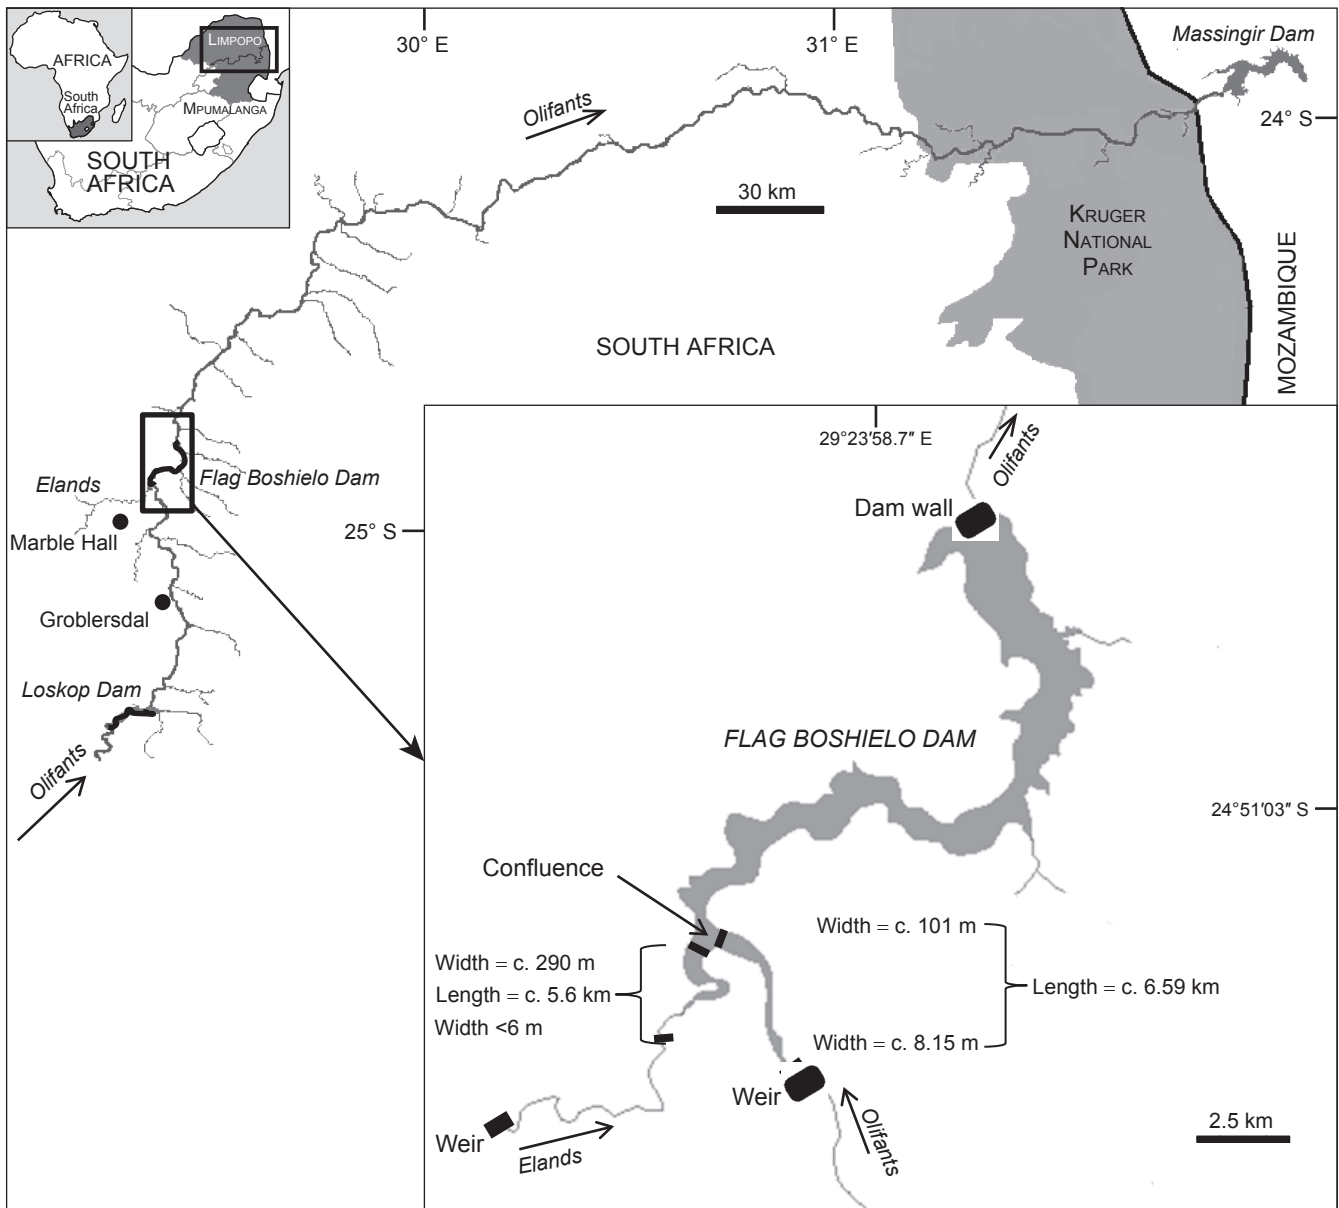 AFRICA
South
Africa
LIMPOPO
MPUMALANGA
SOUTH
AFRICA
30° E
31° E
Massingir Dam
24° S
Olifants
30 km
KRUGER
NATIONAL
PARK
MOZAMBIQUE
SOUTH AFRICA
Elands
Flag Boshielo Dam
Marble Hall
25° S
Groblersdal
Loskop Dam
Olifants
29°23′58.7″ E
Olifants
Dam wall
FLAG BOSHIELO DAM
24°51′03″ S
Confluence
Width = c. 290 m
Length = c. 5.6 km
Width <6 m
Width = c. 101 m
Length = c. 6.59 km
Width = c. 8.15 m
Weir
Weir
Elands
Olifants
2.5 km